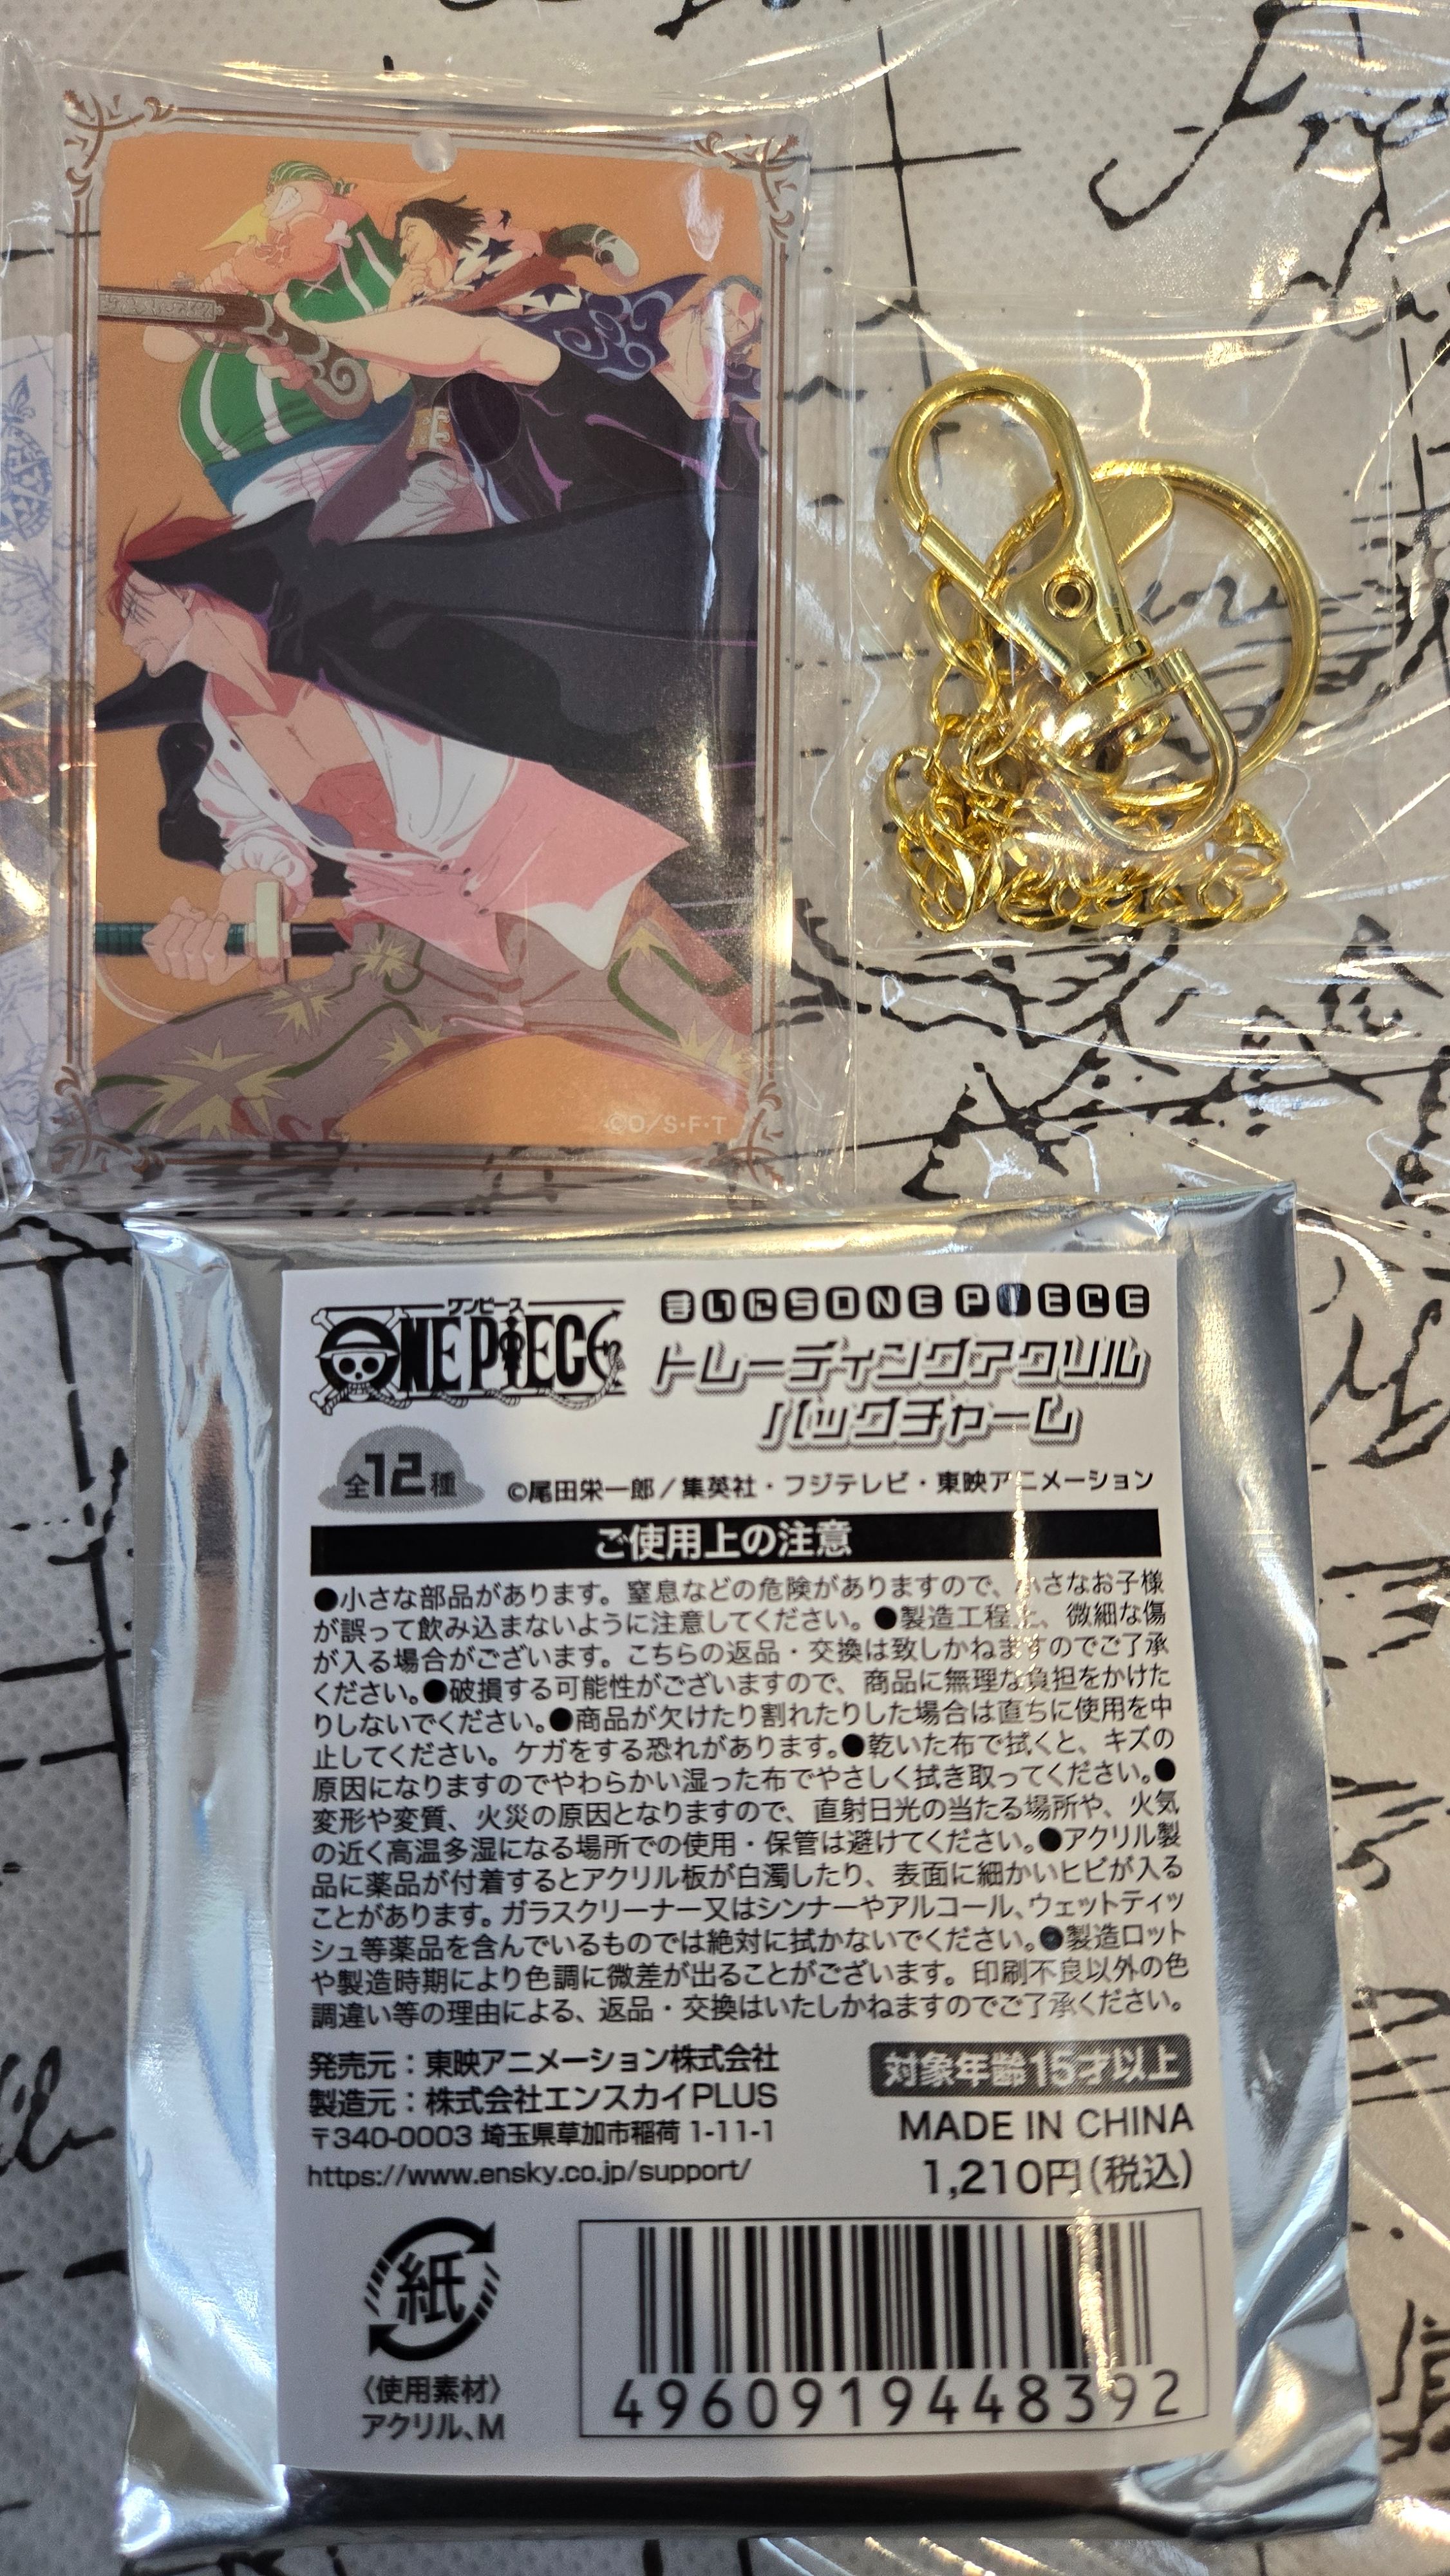 ©O/S・F・T
ワンピース
ONE PIECE
まいにちONE PIECE
トレーディングアクリル
バッグチャーム
全12種
©尾田栄一郎/集英社・フジテレビ・東映アニメーション
ご使用上の注意
●小さな部品があります。窒息などの危険がありますので、小さなお子様
が誤って飲み込まないように注意してください。●製造工程上、微細な傷
が入る場合がございます。こちらの返品・交換は致しかねますのでご了承
ください。●破損する可能性がございますので、商品に無理な負担をかけた
りしないでください。●商品が欠けたり割れたりした場合は直ちに使用を中
止してください。ケガをする恐れがあります。●乾いた布で拭くと、キズの
原因になりますのでやわらかい湿った布でやさしく拭き取ってください。●
変形や変質、火災の原因となりますので、直射日光の当たる場所や、火気
の近く高温多湿になる場所での使用・保管は避けてください。●アクリル製
品に薬品が付着するとアクリル板が白濁したり、表面に細かいヒビが入る
ことがあります。ガラスクリーナー又はシンナーやアルコール、ウェットティッ
シュ等薬品を含んでいるものでは絶対に拭かないでください。●製造ロット
や製造時期により色調に微差が出ることがございます。印刷不良以外の色
調違い等の理由による、返品・交換はいたしかねますのでご了承ください。
発売元：東映アニメーション株式会社
製造元：株式会社エンスカイPLUS
〒340-0003 埼玉県草加市稲荷 1-11-1
https://www.ensky.co.jp/support/
対象年齢15才以上
MADE IN CHINA
1,210円(税込)
紙
〈使用素材〉
アクリル、M
4960919448392